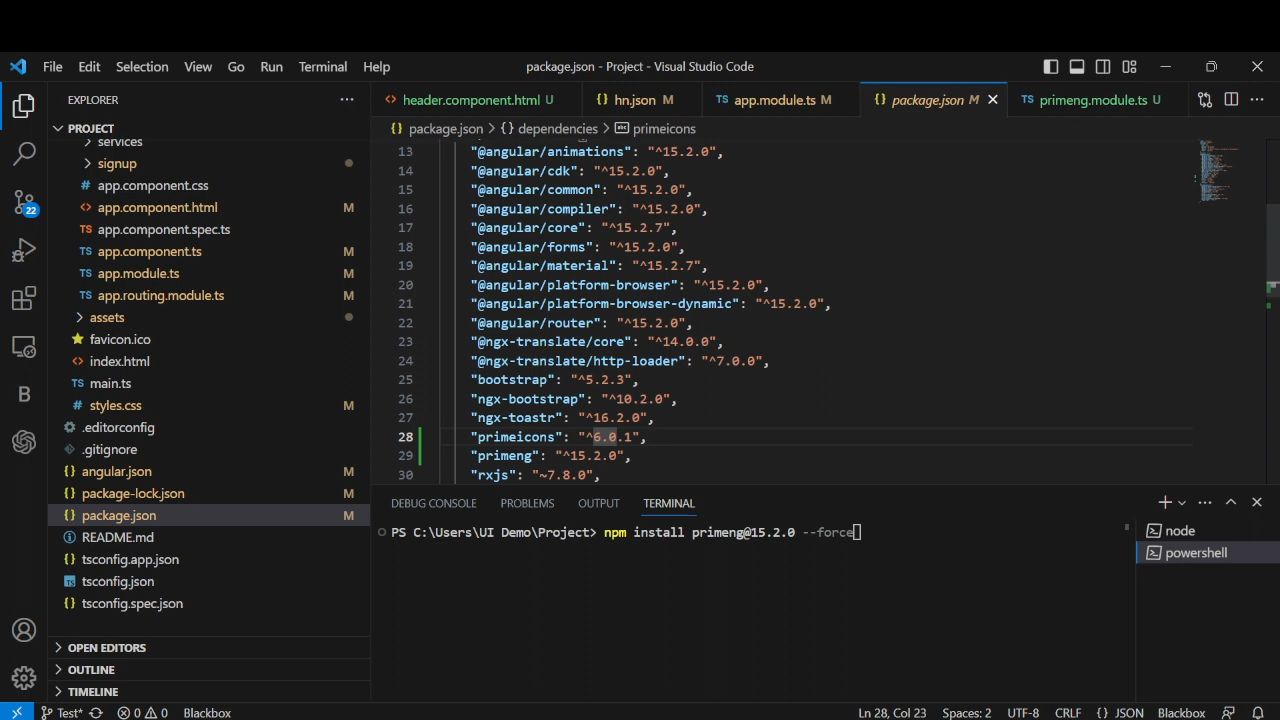 File Edit Selection View Go Run Terminal Help package.json - Project - Visual Studio Code
EXPLORER
header.component.html U hn.json M app.module.ts M package.json M primeng.module.ts U
PROJECT
package.json > dependencies > primeicons
services
signup
app.component.css
app.component.html M
app.component.spec.ts
app.component.ts M
app.module.ts M
app.routing.module.ts M
assets
favicon.ico
index.html
main.ts
styles.css M
.editorconfig
.gitignore
angular.json M
package-lock.json M
package.json M
README.md
tsconfig.app.json
tsconfig.json
tsconfig.spec.json
OPEN EDITORS
OUTLINE
TIMELINE
22
13 "@angular/animations": "^15.2.0",
14 "@angular/cdk": "^15.2.0",
15 "@angular/common": "^15.2.0",
16 "@angular/compiler": "^15.2.0",
17 "@angular/core": "^15.2.7",
18 "@angular/forms": "^15.2.0",
19 "@angular/material": "^15.2.7",
20 "@angular/platform-browser": "^15.2.0",
21 "@angular/platform-browser-dynamic": "^15.2.0",
22 "@angular/router": "^15.2.0",
23 "@ngx-translate/core": "^14.0.0",
24 "@ngx-translate/http-loader": "^7.0.0",
25 "bootstrap": "^5.2.3",
26 "ngx-bootstrap": "^10.2.0",
27 "ngx-toastr": "^16.2.0",
28 "primeicons": "^6.0.1",
29 "primeng": "^15.2.0",
30 "rxjs": "~7.8.0",
DEBUG CONSOLE PROBLEMS OUTPUT TERMINAL
PS C:\Users\UI Demo\Project> npm install primeng@15.2.0 --force
node
powershell
Test* 0 0 Blackbox Ln 28, Col 23 Spaces: 2 UTF-8 CRLF {} JSON Blackbox